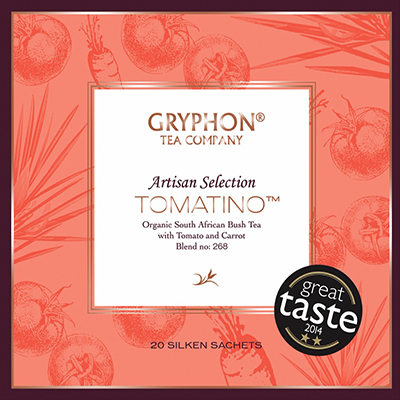 GRYPHON®
TEA COMPANY
Artisan Selection
TOMATINO™
Organic South African Bush Tea
with Tomato and Carrot
Blend no: 268
great
taste
2014
20 SILKEN SACHETS